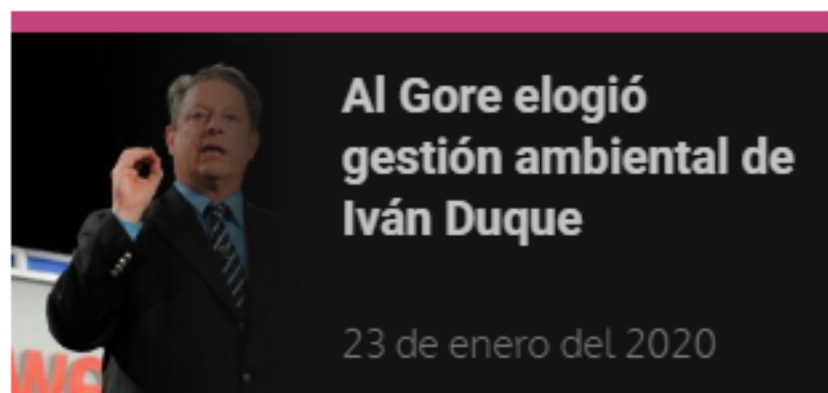 Al Gore elogió
gestión ambiental de
Iván Duque
23 de enero del 2020